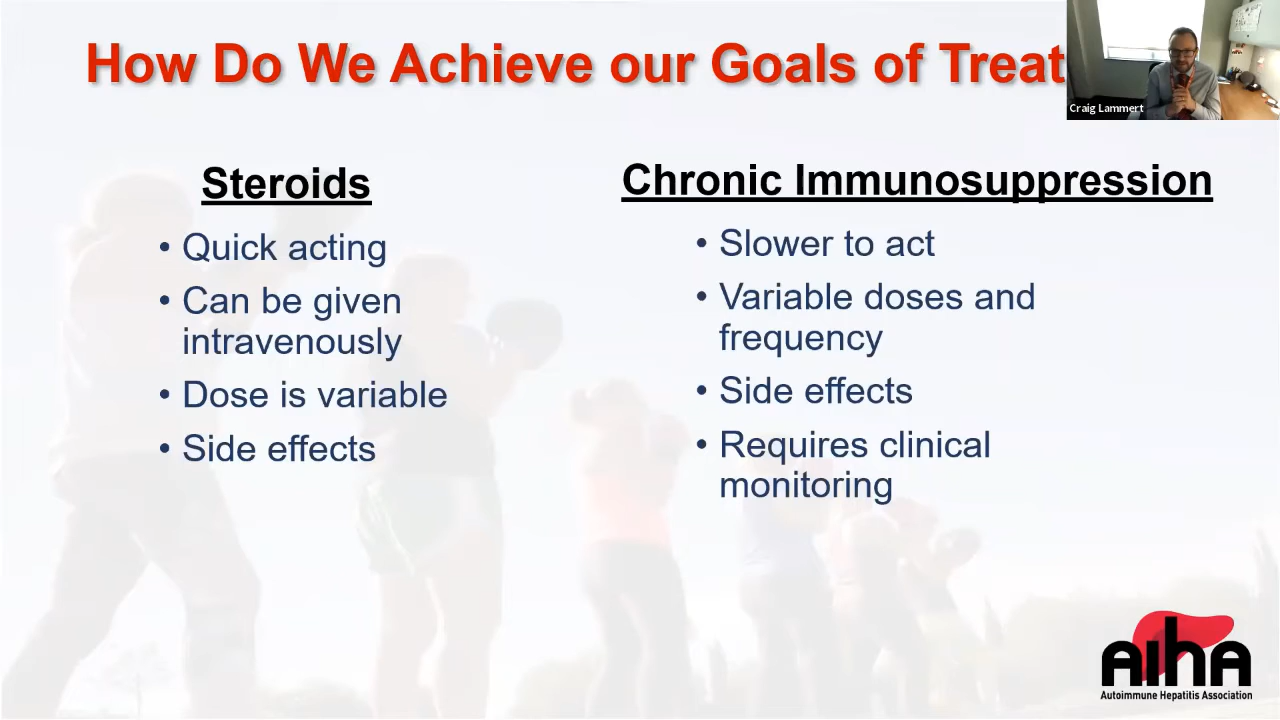 How Do We Achieve our Goals of Treat
Craig Lammert
Steroids
• Quick acting
• Can be given
intravenously
• Dose is variable
• Side effects
Chronic Immunosuppression
• Slower to act
• Variable doses and
frequency
• Side effects
• Requires clinical
monitoring
AIHA
Autoimmune Hepatitis Association